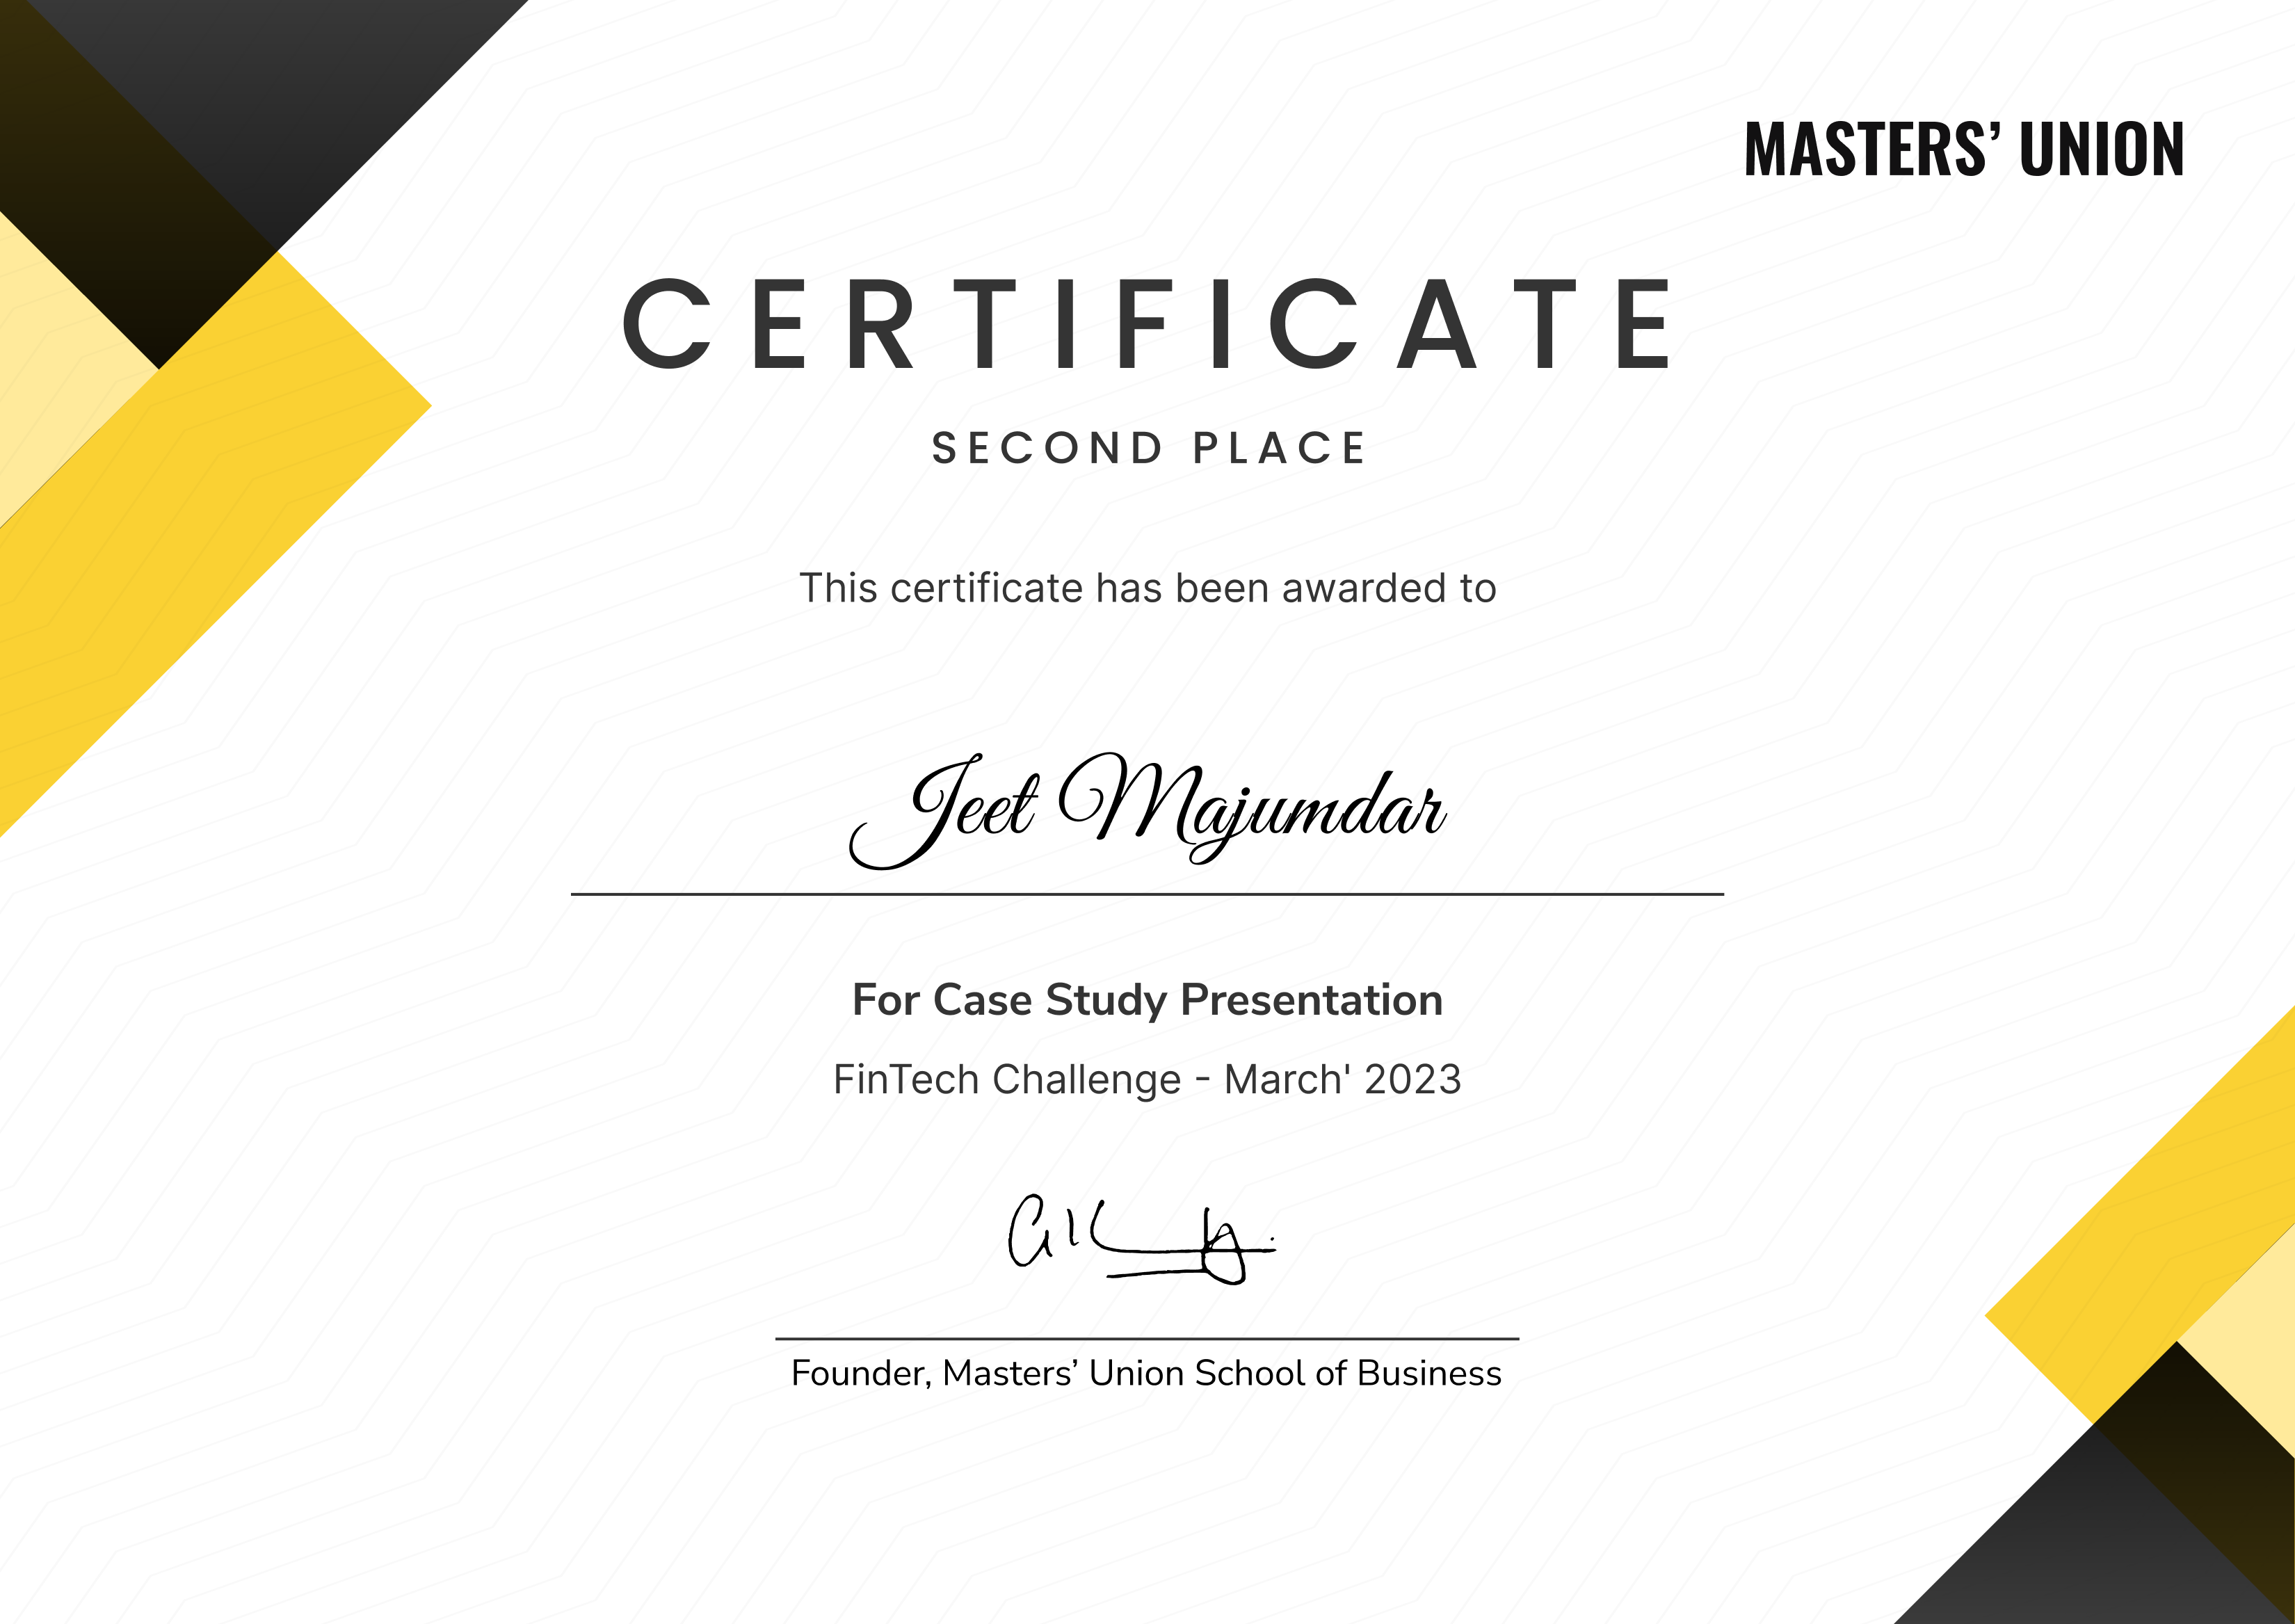 MASTERS’ UNION
CERTIFICATE
SECOND PLACE
This certificate has been awarded to
Jeet Majumdar
For Case Study Presentation
FinTech Challenge - March' 2023
Founder, Masters’ Union School of Business